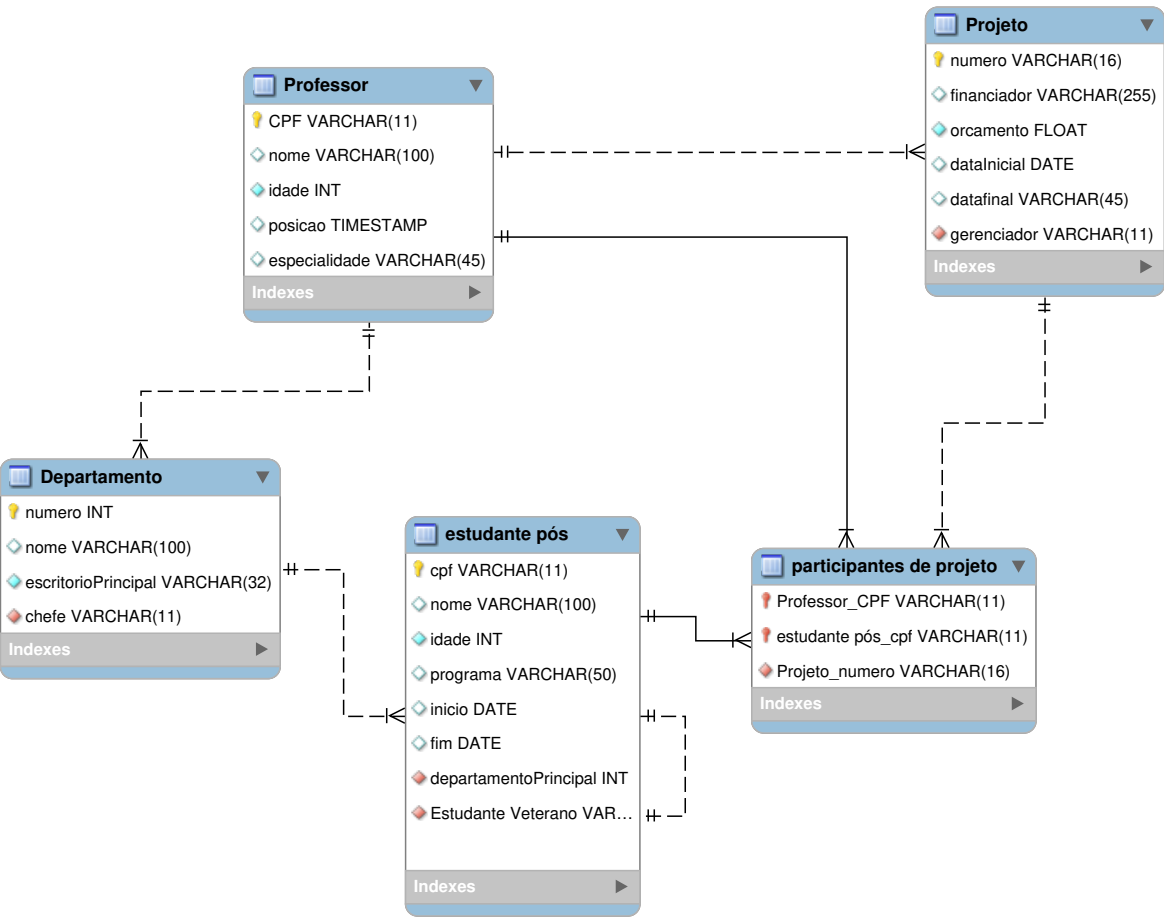 Projeto
numero VARCHAR(16)
financiador VARCHAR(255)
orcamento FLOAT
dataInicial DATE
datafinal VARCHAR(45)
gerenciador VARCHAR(11)
Indexes
Professor
CPF VARCHAR(11)
nome VARCHAR(100)
idade INT
posicao TIMESTAMP
especialidade VARCHAR(45)
Indexes
Departamento
numero INT
nome VARCHAR(100)
escritorioPrincipal VARCHAR(32)
chefe VARCHAR(11)
Indexes
estudante pós
cpf VARCHAR(11)
nome VARCHAR(100)
idade INT
programa VARCHAR(50)
inicio DATE
fim DATE
departamentoPrincipal INT
Estudante Veterano VAR...
Indexes
participantes de projeto
Professor_CPF VARCHAR(11)
estudante pós_cpf VARCHAR(11)
Projeto_numero VARCHAR(16)
Indexes